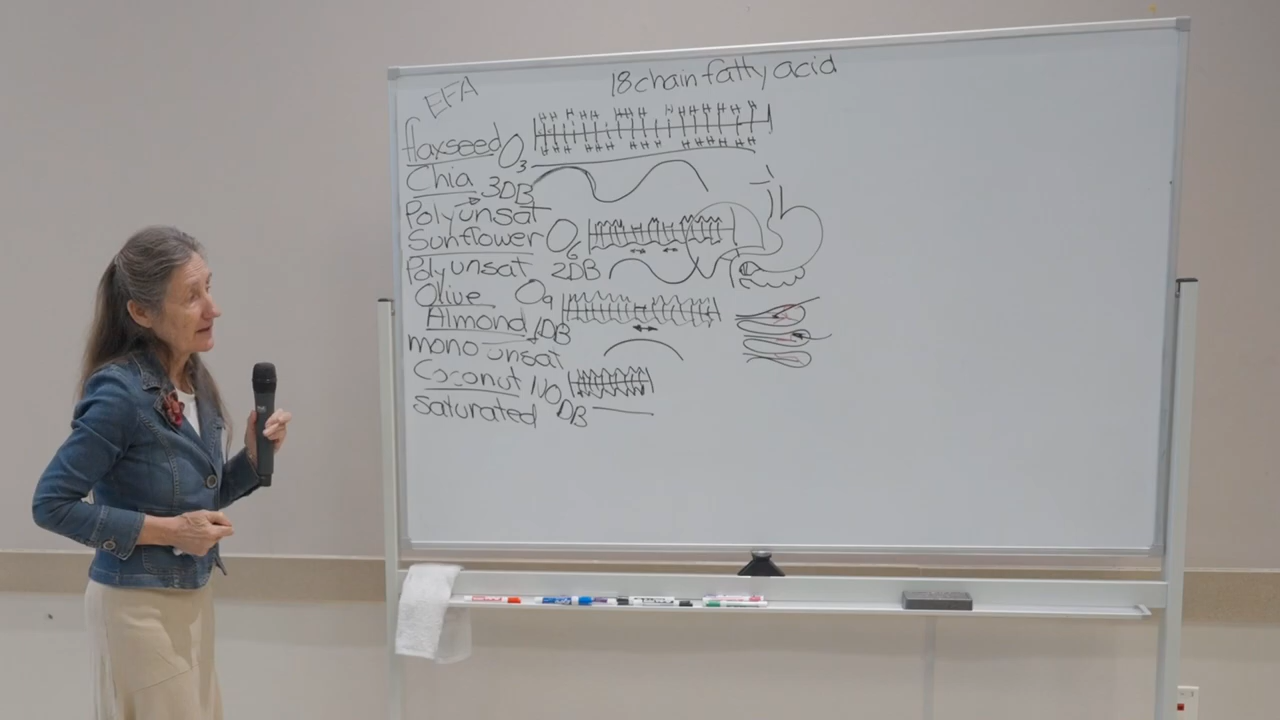 EFA
18 chain fatty acid
flaxseed O3
Chia 3DB
Polyunsat
Sunflower O6
Polyunsat 2DB
Olive O9
Almond 1DB
mono unsat
Coconut NO
saturated DB